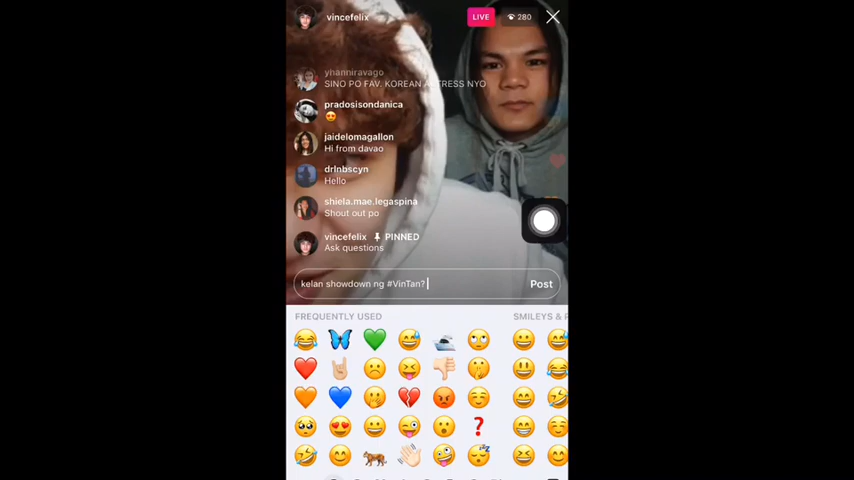 vincefelix
LIVE
280
yhanniravago
SINO PO FAV. KOREAN ACTRESS NYO
pradosisondanica
jaidelomagallon
Hi from davao
drlnbscyn
Hello
shiela.mae.legaspina
Shout out po
vincefelix PINNED
Ask questions
kelan showdown ng #VinTan?
Post
FREQUENTLY USED
SMILEYS & P